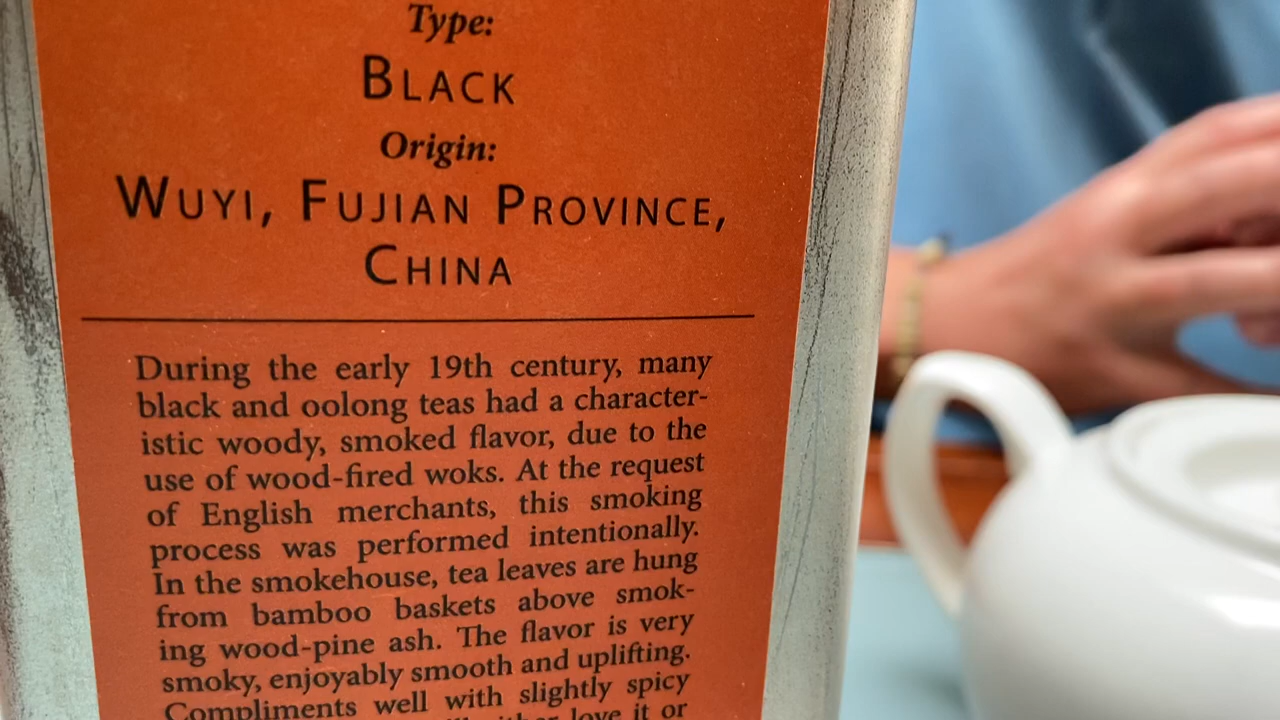 Type:
BLACK
Origin:
WUYI, FUJIAN PROVINCE,
CHINA
During the early 19th century, many
black and oolong teas had a character-
istic woody, smoked flavor, due to the
use of wood-fired woks. At the request
of English merchants, this smoking
process was performed intentionally.
In the smokehouse, tea leaves are hung
from bamboo baskets above smok-
ing wood-pine ash. The flavor is very
smoky, enjoyably smooth and uplifting.
Compliments well with slightly spicy
love it or